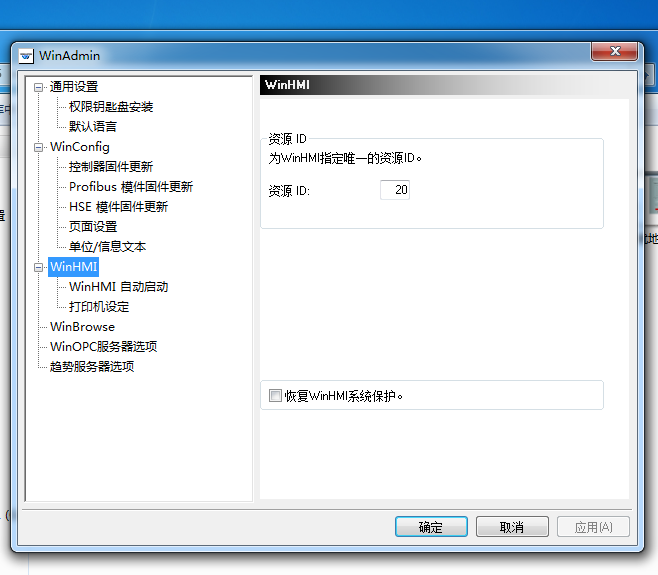 WinAdmin
通用设置
权限钥匙盘安装
默认语言
WinConfig
控制器固件更新
Profibus 模件固件更新
HSE 模件固件更新
页面设置
单位/信息文本
WinHMI
WinHMI 自动启动
打印机设定
WinBrowse
WinOPC服务器选项
趋势服务器选项
WinHMI
资源 ID
为WinHMI指定唯一的资源ID。
资源 ID:
20
恢复WinHMI系统保护。
确定
取消
应用(A)
置